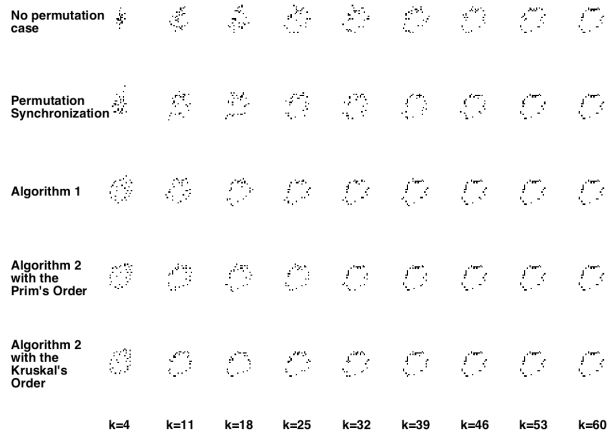 No permutation
case
Permutation
Synchronization
Algorithm 1
Algorithm 2
with the
Prim's Order
Algorithm 2
with the
Kruskal's
Order
k=4 k=11 k=18 k=25 k=32 k=39 k=46 k=53 k=60